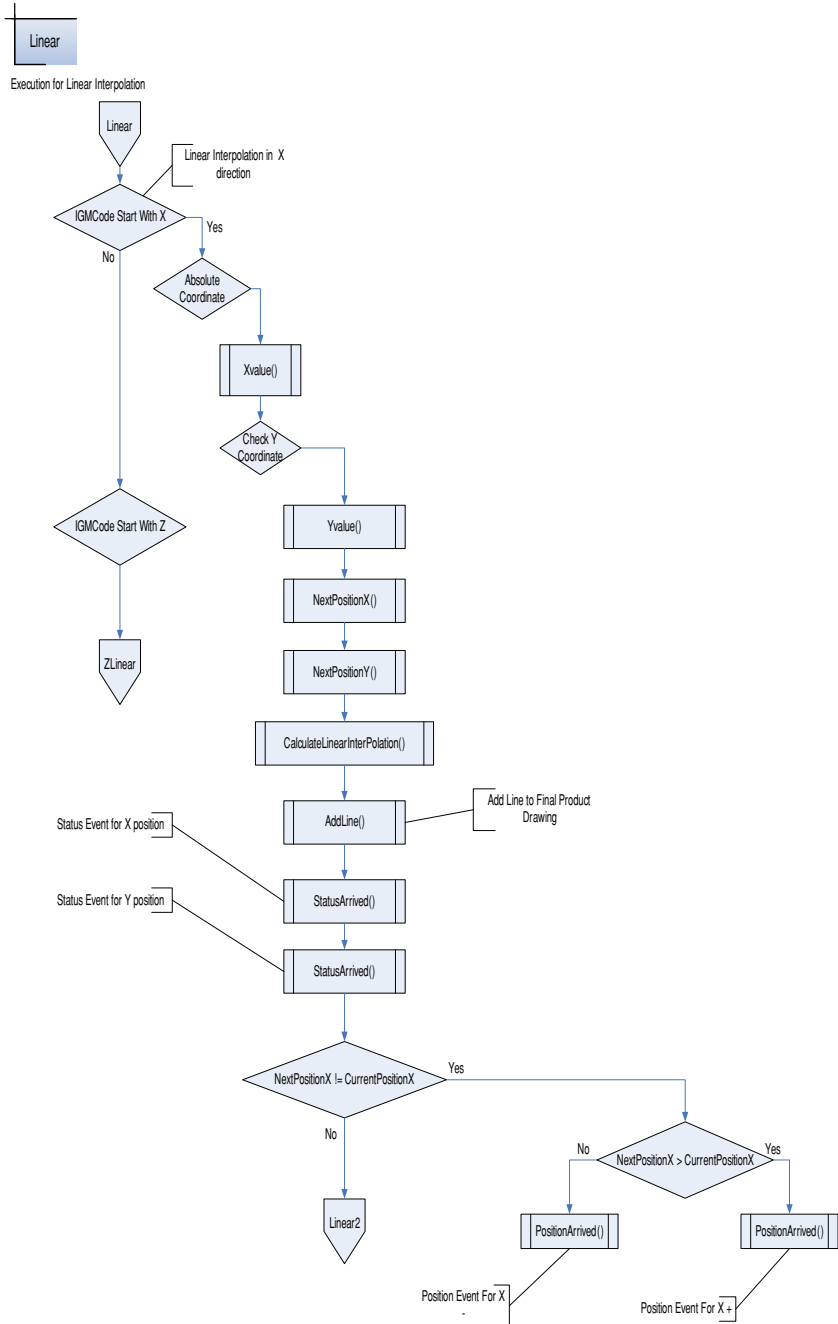 Linear
Execution for Linear Interpolation
Linear
Linear Interpolation in X
direction
IGMCode Start With X
Yes
No
Absolute
Coordinate
Xvalue()
Check Y
Coordinate
IGMCode Start With Z
Yvalue()
NextPositionX()
ZLinear
NextPositionY()
CalculateLinearInterPolation()
Add Line to Final Product
Drawing
AddLine()
Status Event for X position
StatusArrived()
Status Event for Y position
StatusArrived()
NextPositionX != CurrentPositionX
Yes
No
No
NextPositionX > CurrentPositionX
Yes
Linear2
PositionArrived()
PositionArrived()
Position Event For X
-
Position Event For X +